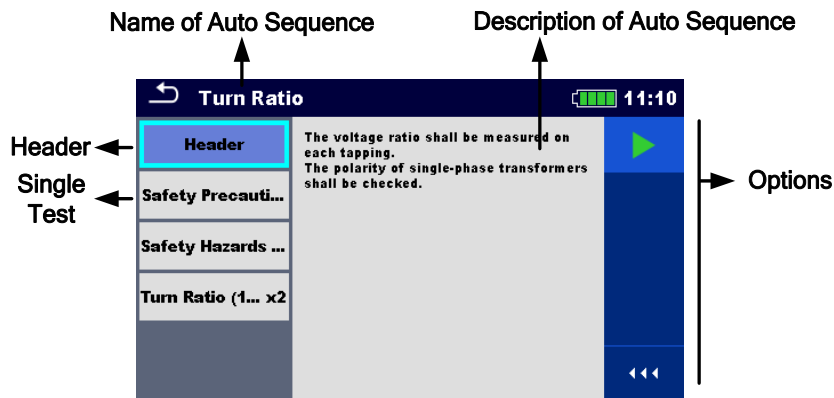 Name of Auto Sequence
Description of Auto Sequence
Turn Ratio
11:10
Header
Header
The voltage ratio shall be measured on
each tapping.
The polarity of single-phase transformers
shall be checked.
Single
Test
Safety Precauti...
Options
Safety Hazards ...
Turn Ratio (1... x2